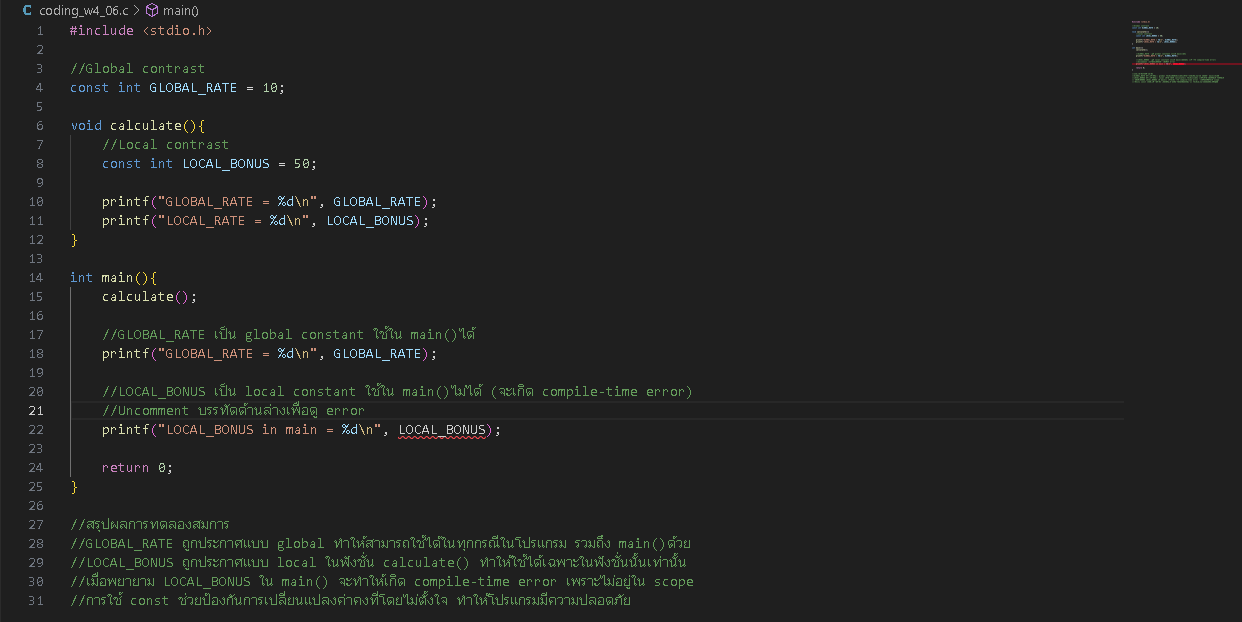 coding_w4_06.c > main()
1 #include <stdio.h>
2
3 //Global contrast
4 const int GLOBAL_RATE = 10;
5
6 void calculate(){
7     //Local contrast
8     const int LOCAL_BONUS = 50;
9
10     printf("GLOBAL_RATE = %d\n", GLOBAL_RATE);
11     printf("LOCAL_RATE = %d\n", LOCAL_BONUS);
12 }
13
14 int main(){
15     calculate();
16
17     //GLOBAL_RATE เป็น global constant ใช้ใน main()ได้
18     printf("GLOBAL_RATE = %d\n", GLOBAL_RATE);
19
20     //LOCAL_BONUS เป็น local constant ใช้ใน main()ไม่ได้ (จะเกิด compile-time error)
21     //Uncomment บรรทัดด้านล่างเพื่อดู error
22     printf("LOCAL_BONUS in main = %d\n", LOCAL_BONUS);
23
24     return 0;
25 }
26
27 //สรุปผลการทดลองสมการ
28 //GLOBAL_RATE ถูกประกาศแบบ global ทำให้สามารถใช้ได้ในทุกกรณีในโปรแกรม รวมถึง main()ด้วย
29 //LOCAL_BONUS ถูกประกาศแบบ local ในฟังชั่น calculate() ทำให้ใช้ได้เฉพาะในฟังชั่นนั้นเท่านั้น
30 //เมื่อพยายาม LOCAL_BONUS ใน main() จะทำให้เกิด compile-time error เพราะไม่อยู่ใน scope
31 //การใช้ const ช่วยป้องกันการเปลี่ยนแปลงค่าคงที่โดยไม่ตั้งใจ ทำให้โปรแกรมมีความปลอดภัย